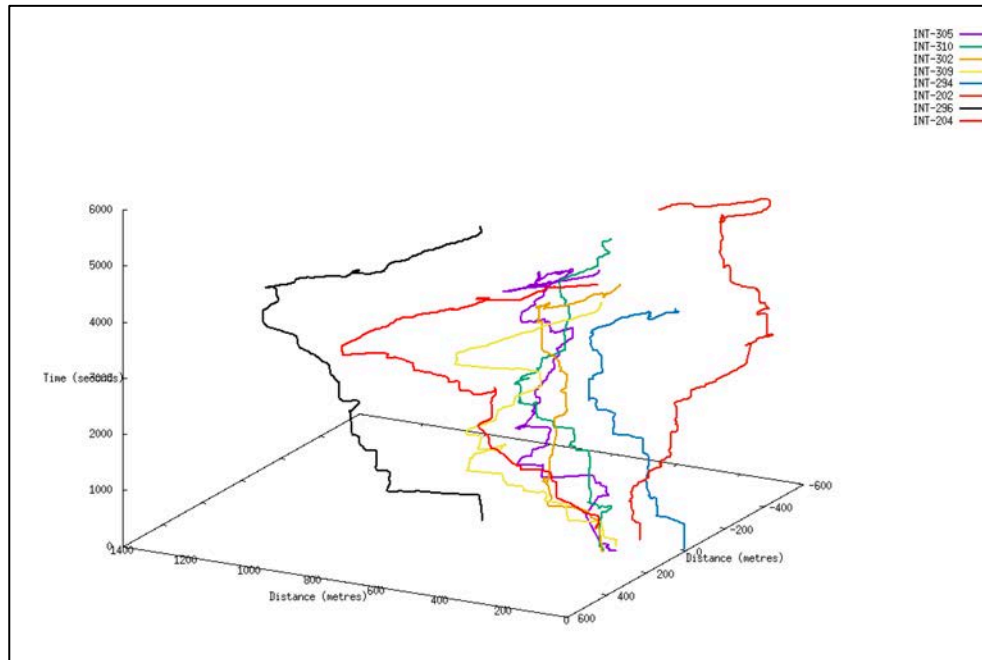 INT-305
INT-310
INT-302
INT-309
INT-294
INT-202
INT-296
INT-204
6000
5000
4000
Time (seconds)
3000
2000
1000
0
1400
1200
1000
800
600
400
200
0
Distance (metres)
600
400
200
0
-200
-400
-600
Distance (metres)